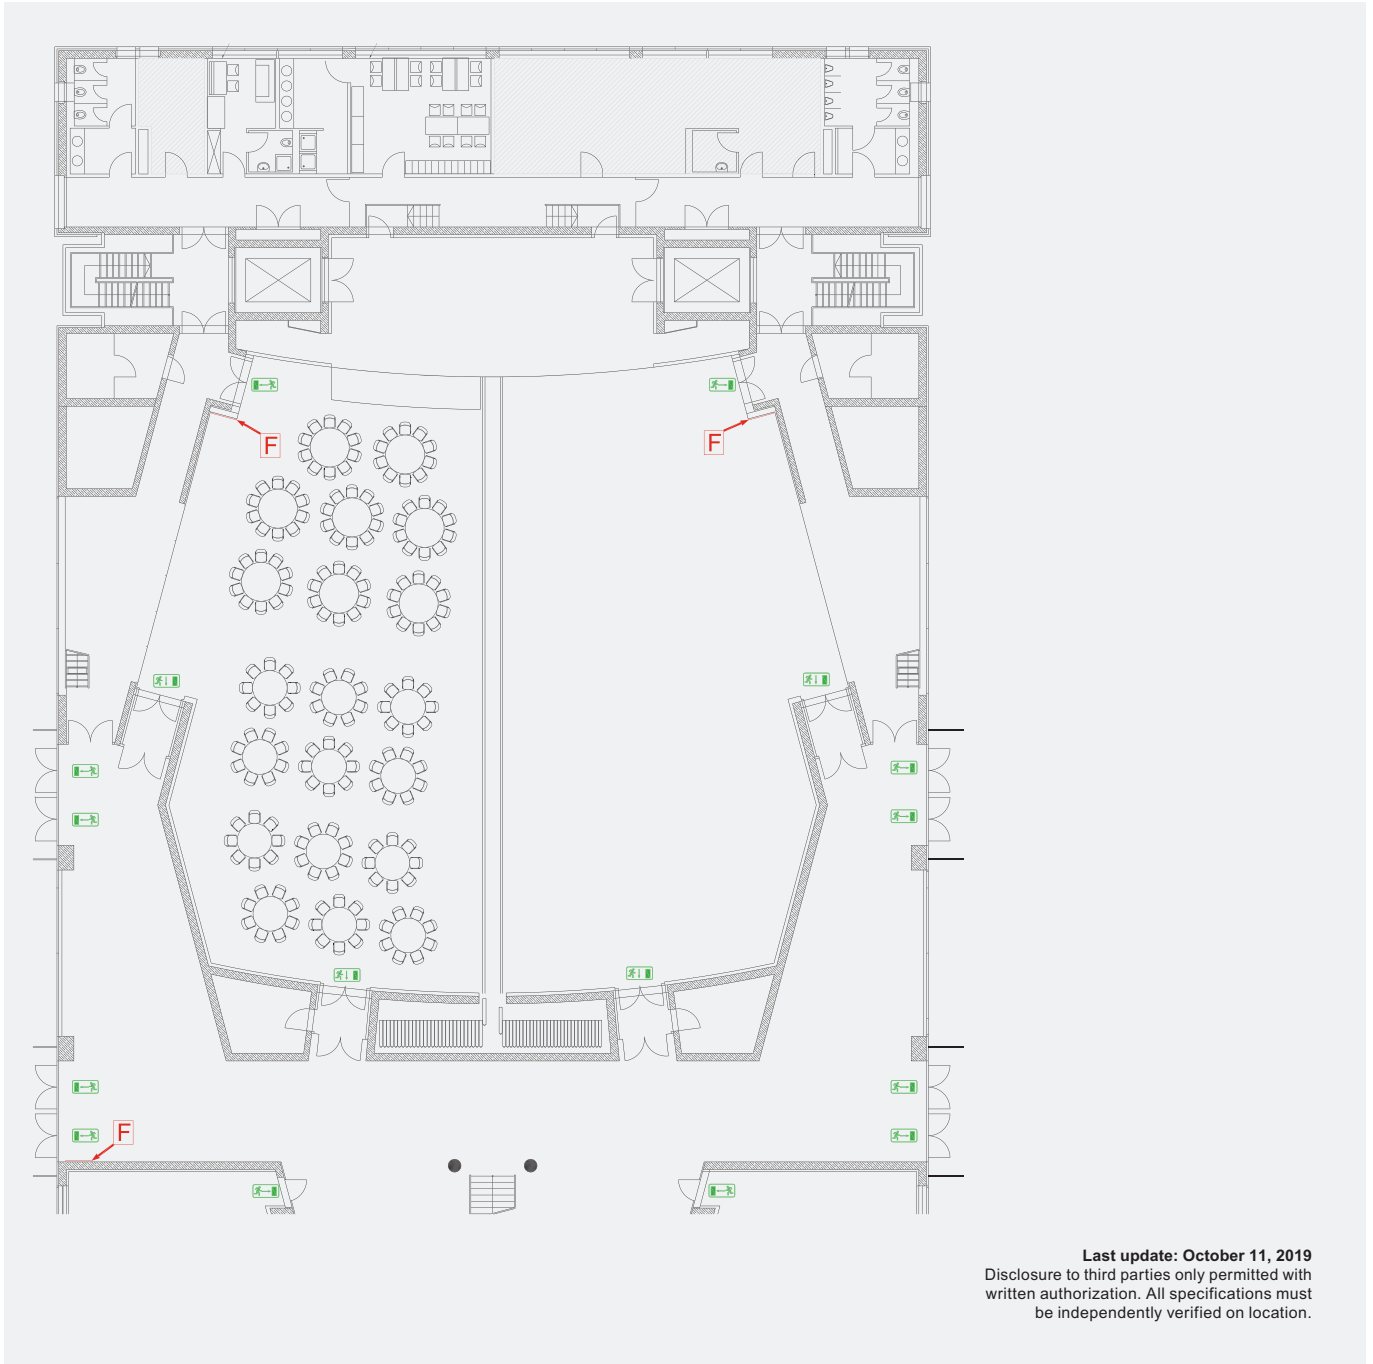 F
F
F
Last update: October 11, 2019
Disclosure to third parties only permitted with
written authorization. All specifications must
be independently verified on location.